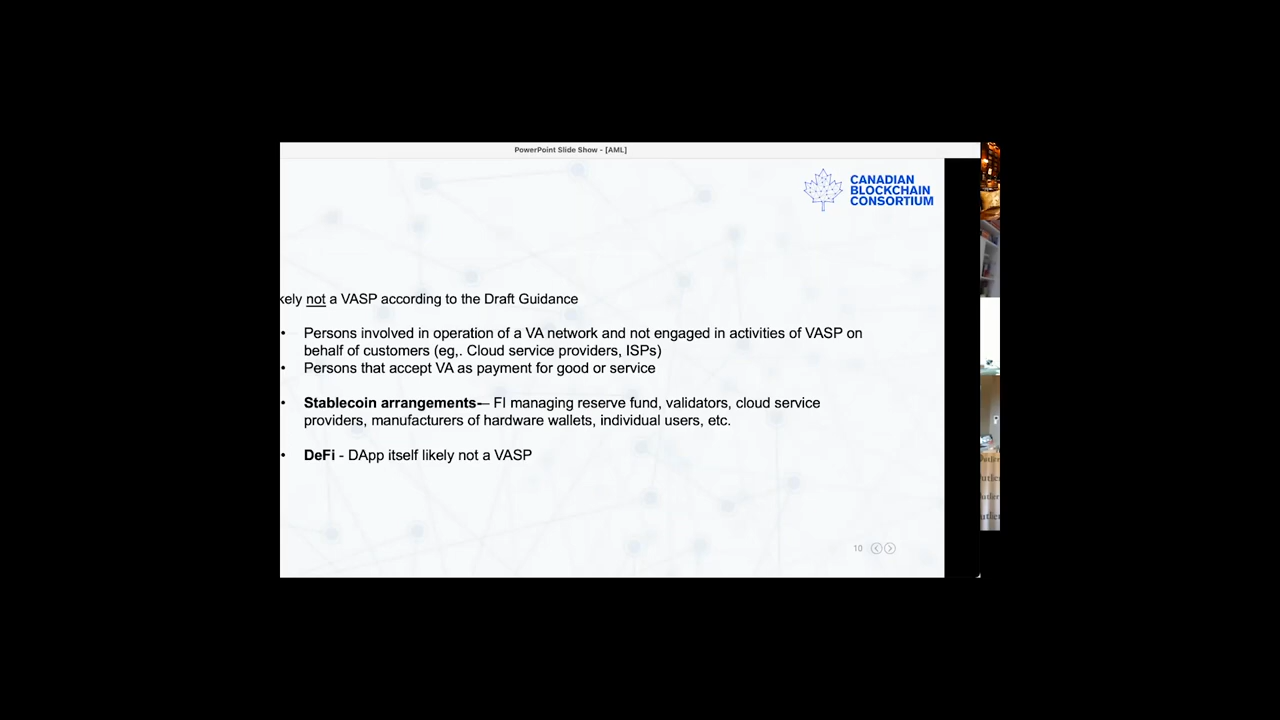 PowerPoint Slide Show - [AML]
CANADIAN
BLOCKCHAIN
CONSORTIUM
not a VASP according to the Draft Guidance
• Persons involved in operation of a VA network and not engaged in activities of VASP on
behalf of customers (eg,. Cloud service providers, ISPs)
• Persons that accept VA as payment for good or service
• Stablecoin arrangements-– FI managing reserve fund, validators, cloud service
providers, manufacturers of hardware wallets, individual users, etc.
• DeFi - DApp itself likely not a VASP
10